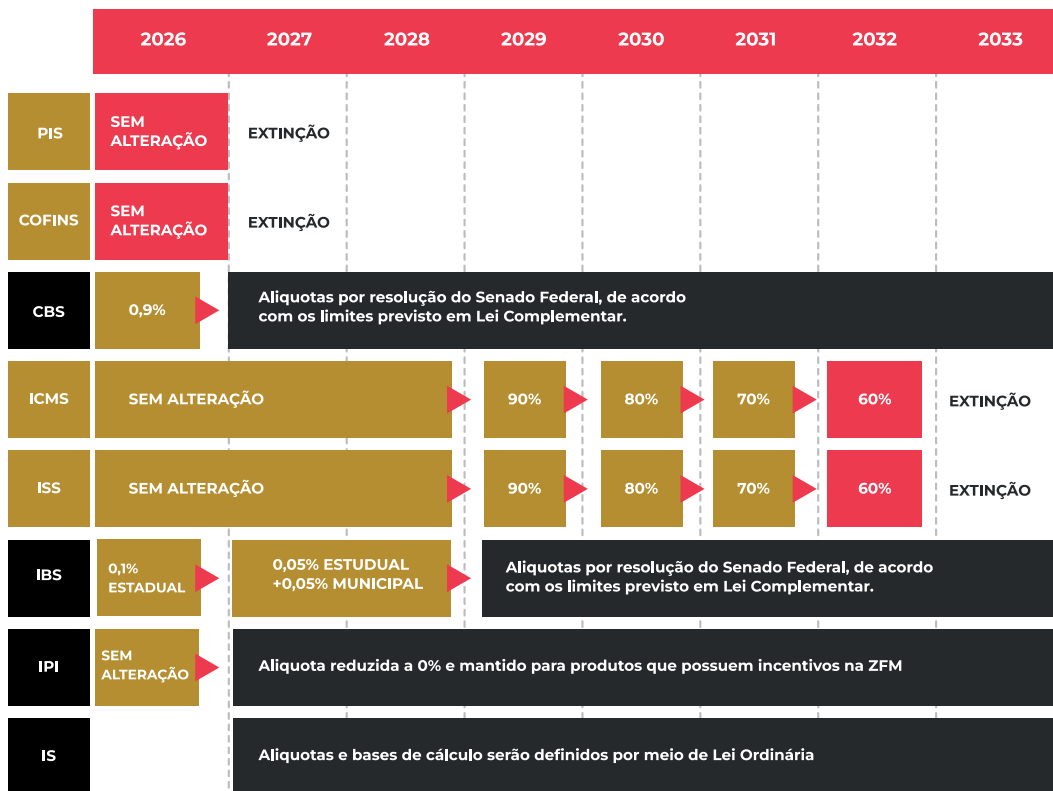 2026 2027 2028 2029 2030 2031 2032 2033
PIS
SEM
ALTERAÇÃO
EXTINÇÃO
COFINS
SEM
ALTERAÇÃO
EXTINÇÃO
CBS
0,9%
Aliquotas por resolução do Senado Federal, de acordo
com os limites previsto em Lei Complementar.
ICMS
SEM ALTERAÇÃO
90%
80%
70%
60%
EXTINÇÃO
ISS
SEM ALTERAÇÃO
90%
80%
70%
60%
EXTINÇÃO
IBS
0,1%
ESTADUAL
0,05% ESTUDUAL
+0,05% MUNICIPAL
Aliquotas por resolução do Senado Federal, de acordo
com os limites previsto em Lei Complementar.
IPI
SEM
ALTERAÇÃO
Aliquota reduzida a 0% e mantido para produtos que possuem incentivos na ZFM
IS
Aliquotas e bases de cálculo serão definidos por meio de Lei Ordinária